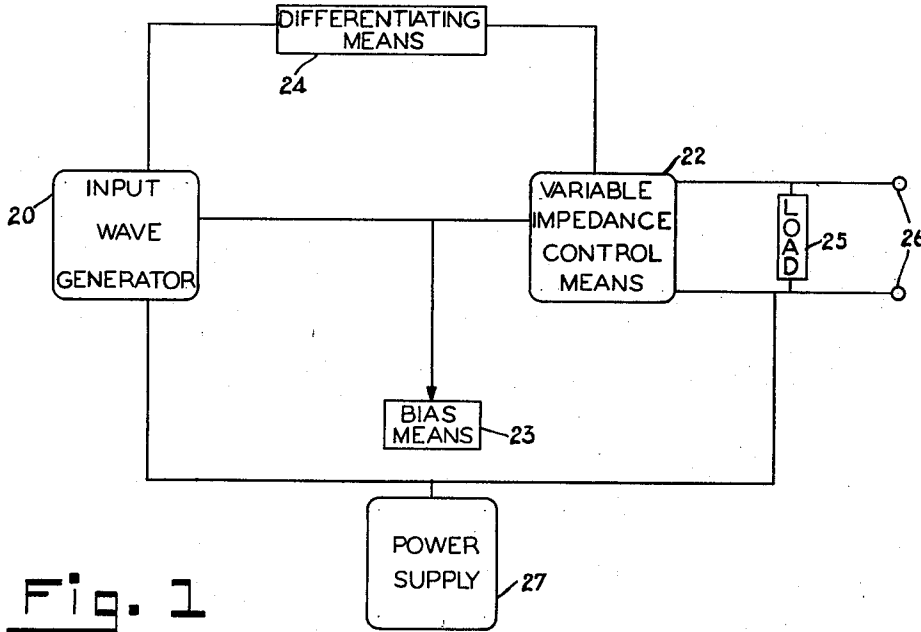 DIFFERENTIATING
MEANS
24
20
INPUT
WAVE
GENERATOR
22
VARIABLE
IMPEDANCE
CONTROL
MEANS
LOAD
25
26
BIAS
MEANS
23
POWER
SUPPLY
27
Fig. 1